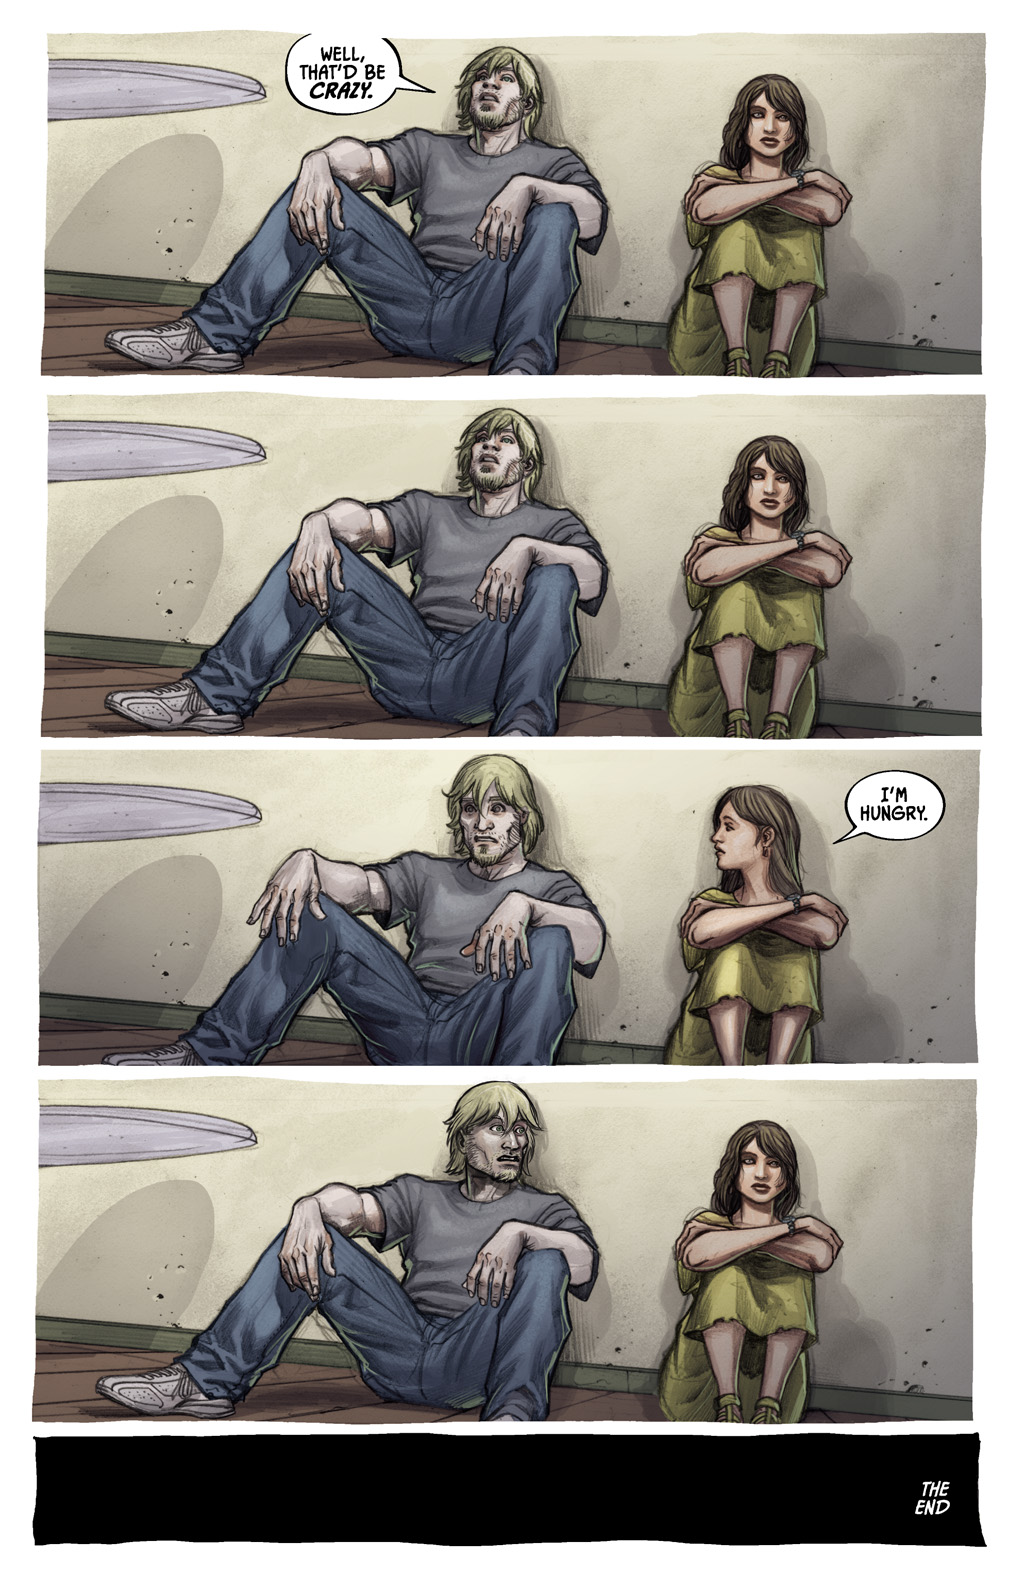 WELL,
THAT'D BE
CRAZY.
I'M
HUNGRY.
THE
END